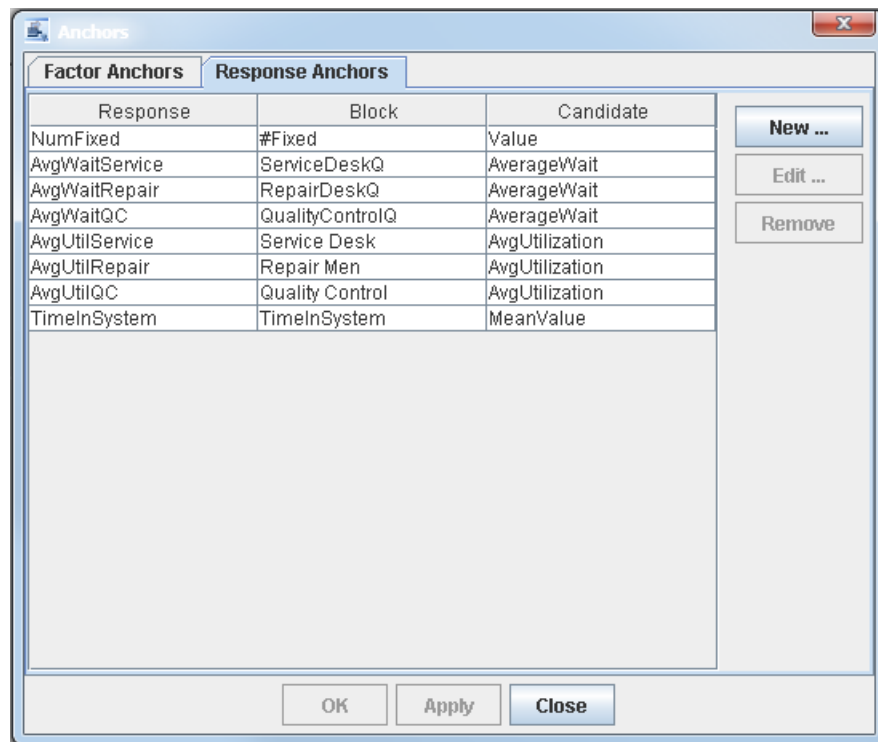 Anchors
Factor Anchors Response Anchors
Response Block Candidate
NumFixed #Fixed Value
AvgWaitService ServiceDeskQ AverageWait
AvgWaitRepair RepairDeskQ AverageWait
AvgWaitQC QualityControlQ AverageWait
AvgUtilService Service Desk AvgUtilization
AvgUtilRepair Repair Men AvgUtilization
AvgUtilQC Quality Control AvgUtilization
TimeInSystem TimeInSystem MeanValue
New ...
Edit ...
Remove
OK Apply Close